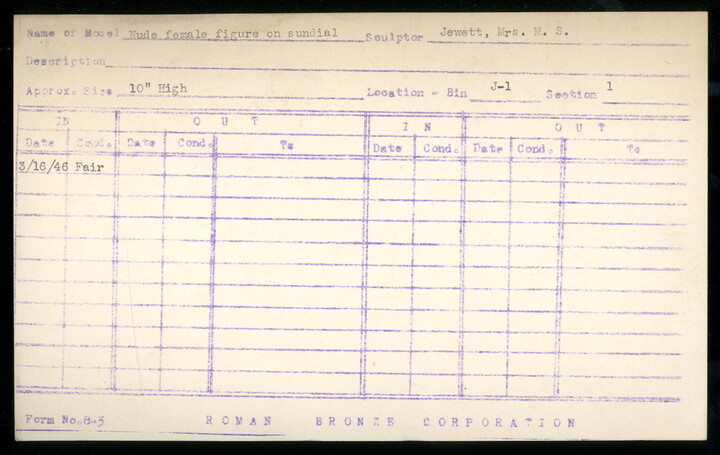 Name of Model Nude female figure on sundial Sculptor Jewett, Mrs. M. S.
Description
Approx. Size 10" High Location - Bin J-1 Section 1
IN OUT IN OUT
Date Cond. Date Cond. To Date Cond. Date Cond. To
3/16/46 Fair
Form No. 8-3 ROMAN BRONZE CORPORATION